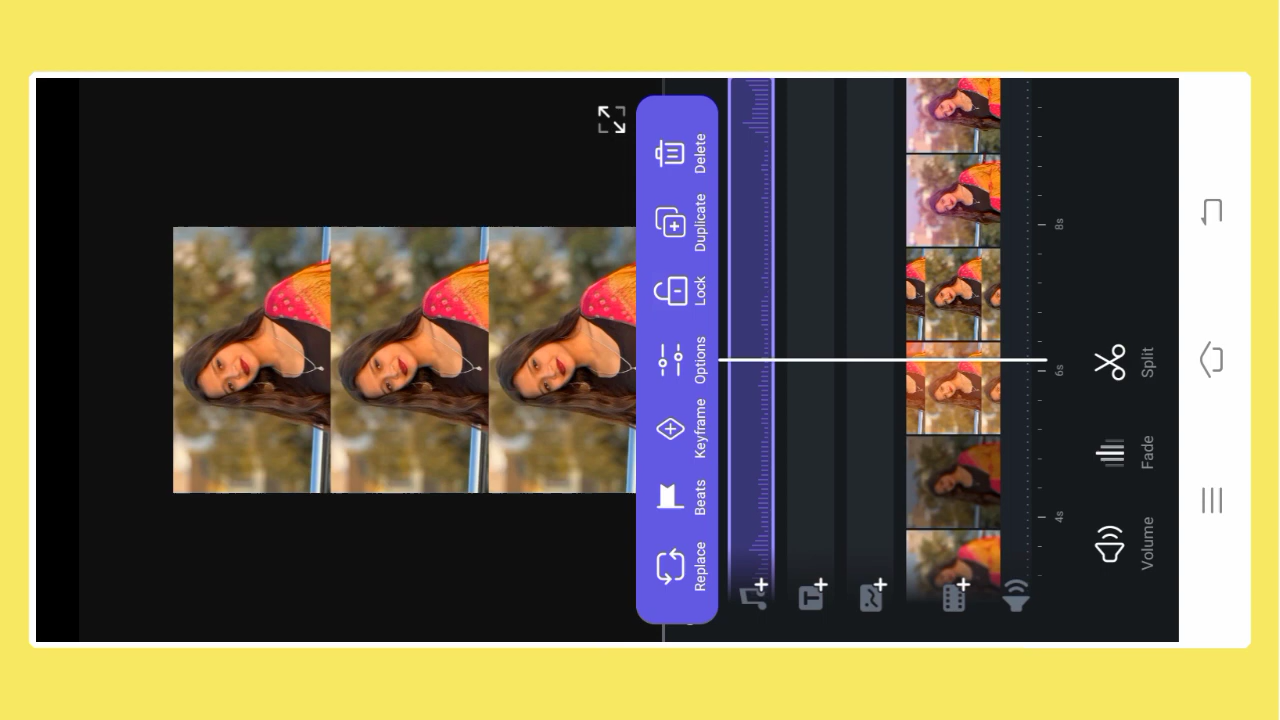 Replace
Beats
Keyframe
Options
Lock
Duplicate
Delete
T
4s
6s
8s
Volume
Fade
Split